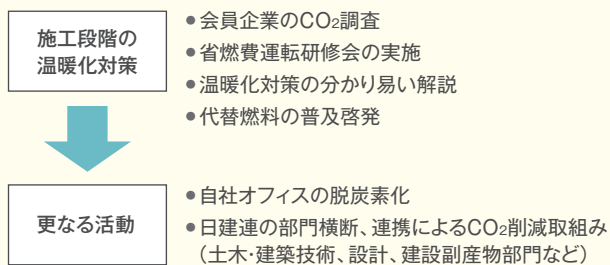 施工段階の
温暖化対策
●会員企業のCO₂調査
●省燃費運転研修会の実施
●温暖化対策の分かり易い解説
●代替燃料の普及啓発
更なる活動
●自社オフィスの脱炭素化
●日建連の部門横断、連携によるCO₂削減取組み
（土木・建築技術、設計、建設副産物部門など）